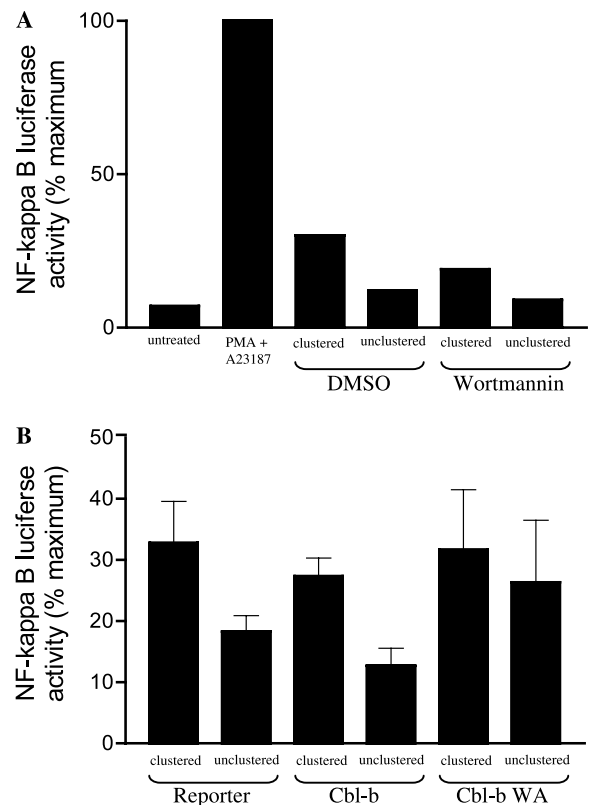 A
NF-kappa B luciferase
activity (% maximum)
100
50
0
untreated
PMA +
A23187
clustered
unclustered
clustered
unclustered
DMSO
Wortmannin
B
NF-kappa B luciferse
activity (% maximum)
50
40
30
20
10
0
clustered
unclustered
clustered
unclustered
clustered
unclustered
Reporter
Cbl-b
Cbl-b WA